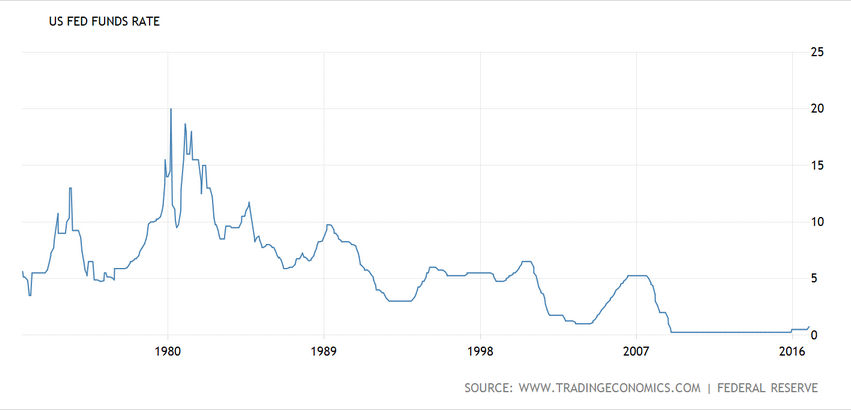 US FED FUNDS RATE
25
20
15
10
5
0
1980 1989 1998 2007 2016
SOURCE: WWW.TRADINGECONOMICS.COM | FEDERAL RESERVE